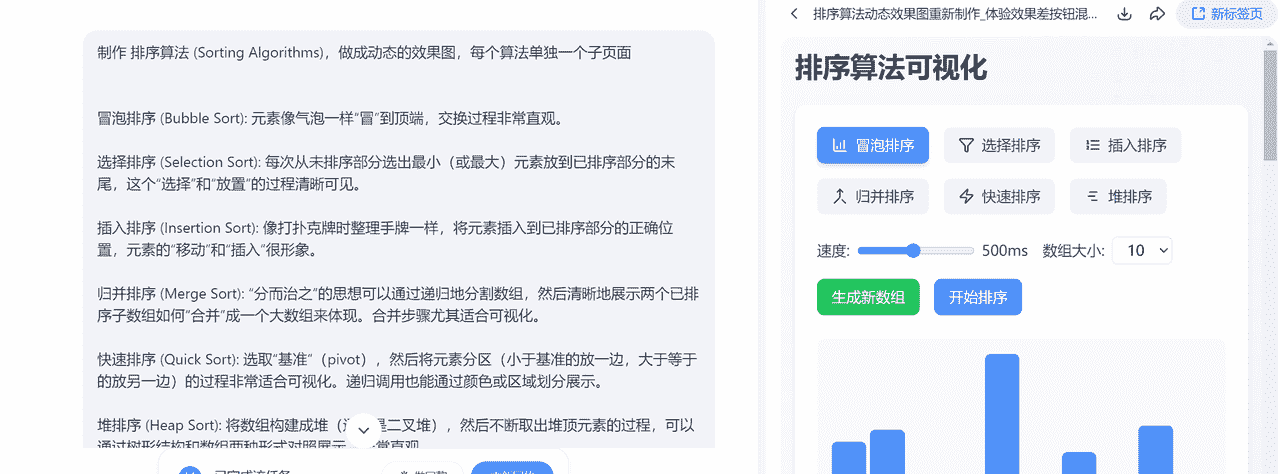 制作 排序算法 (Sorting Algorithms)，做成动态的效果图，每个算法单独一个子页面
冒泡排序 (Bubble Sort): 元素像气泡一样“冒”到顶端，交换过程非常直观。
选择排序 (Selection Sort): 每次从未排序部分选出最小（或最大）元素放到已排序部分的末
尾，这个“选择”和“放置”的过程清晰可见。
插入排序 (Insertion Sort): 像打扑克牌时整理手牌一样，将元素插入到已排序部分的正确位
置，元素的“移动”和“插入”很形象。
归并排序 (Merge Sort): “分而治之”的思想可以通过递归地分割数组，然后清晰地展示两个已排
序子数组如何“合并”成一个大数组来体现。合并步骤尤其适合可视化。
快速排序 (Quick Sort): 选取“基准”（pivot），然后将元素分区（小于基准的放一边，大于等于
的放另一边）的过程非常适合可视化。递归调用也能通过颜色或区域划分展示。
堆排序 (Heap Sort): 将数组构建成堆（ 是二叉堆），然后不断取出堆顶元素的过程，可以
通过树形结构和数组两种形式对照展示
排序算法动态效果图重新制作_体验效果差按钮混...
新标签页
排序算法可视化
冒泡排序 选择排序 插入排序
归并排序 快速排序 堆排序
速度: 500ms 数组大小: 10
生成新数组 开始排序